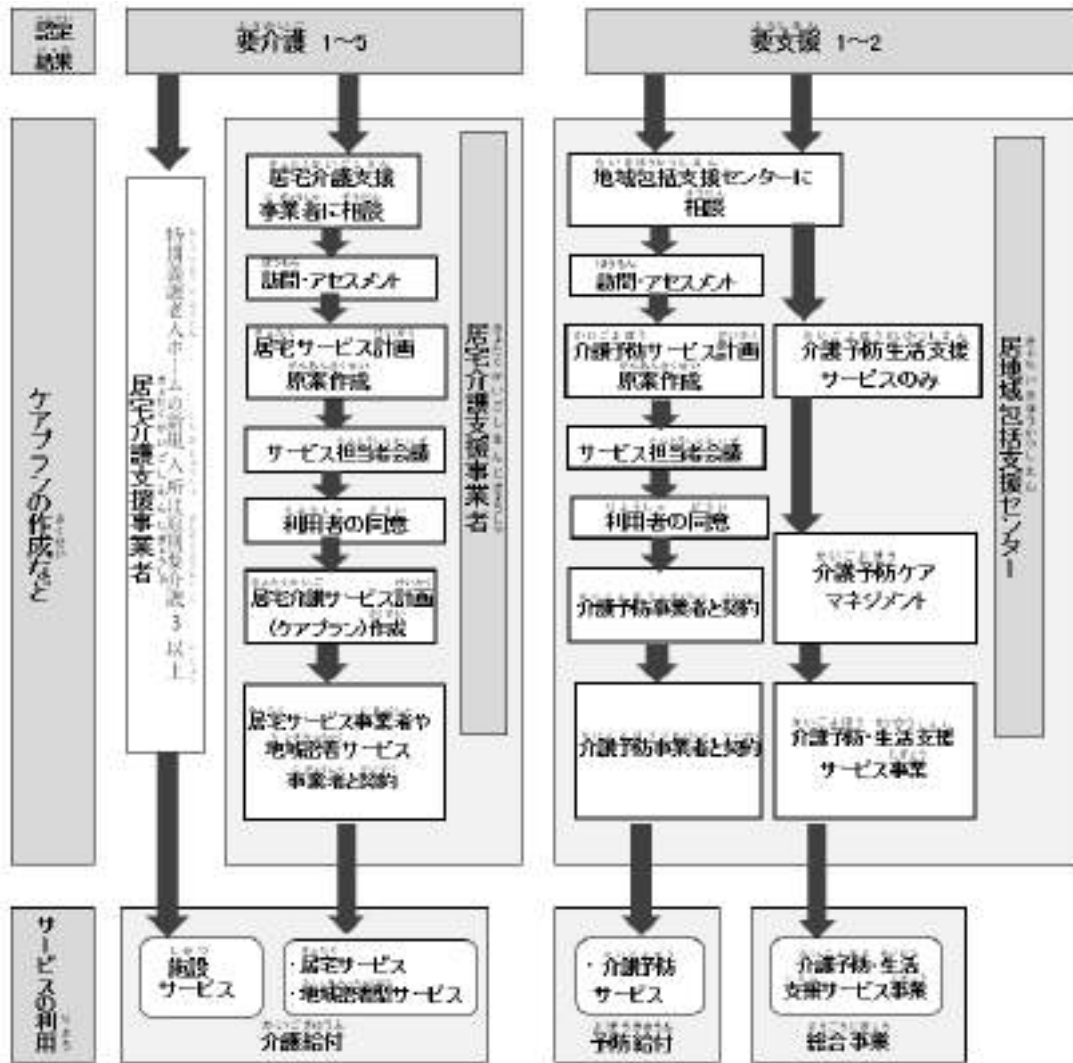 認定
結果
要介護 1～5
要支援 1～2
ケアプランの作成など
居宅介護支援事業者
特別養護老人ホームの新規入所は原則要介護3以上
居宅介護支援
事業者に相談
訪問・アセスメント
居宅サービス計画
原案作成
サービス担当者会議
利用者の同意
居宅介護サービス計画
(ケアプラン)作成
居宅サービス事業者や
地域密着サービス
事業者と契約
居宅介護支援事業者
地域包括支援センターに
相談
訪問・アセスメント
介護予防サービス計画
原案作成
サービス担当者会議
利用者の同意
介護予防事業者と契約
介護予防事業者と契約
介護予防生活支援
サービスのみ
介護予防ケア
マネジメント
介護予防・生活支援
サービス事業
居地域包括支援センター
サービスの利用
施設
サービス
・居宅サービス
・地域密着型サービス
介護給付
・介護予防
サービス
予防給付
介護予防・生活
支援サービス事業
総合事業